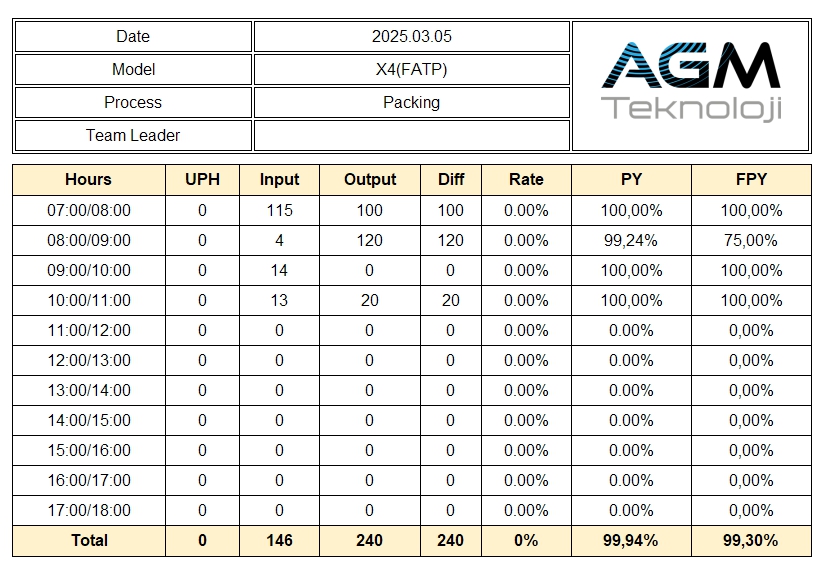 Date 2025.03.05
Model X4(FATP)
Process Packing
Team Leader
AGM
Teknoloji
Hours UPH Input Output Diff Rate PY FPY
07:00/08:00 0 115 100 100 0.00% 100,00% 100,00%
08:00/09:00 0 4 120 120 0.00% 99,24% 75,00%
09:00/10:00 0 14 0 0 0.00% 100,00% 100,00%
10:00/11:00 0 13 20 20 0.00% 100,00% 100,00%
11:00/12:00 0 0 0 0 0.00% 0.00% 0,00%
12:00/13:00 0 0 0 0 0.00% 0.00% 0,00%
13:00/14:00 0 0 0 0 0.00% 0.00% 0,00%
14:00/15:00 0 0 0 0 0.00% 0.00% 0,00%
15:00/16:00 0 0 0 0 0.00% 0.00% 0,00%
16:00/17:00 0 0 0 0 0.00% 0.00% 0,00%
17:00/18:00 0 0 0 0 0.00% 0.00% 0,00%
Total 0 146 240 240 0% 99,94% 99,30%